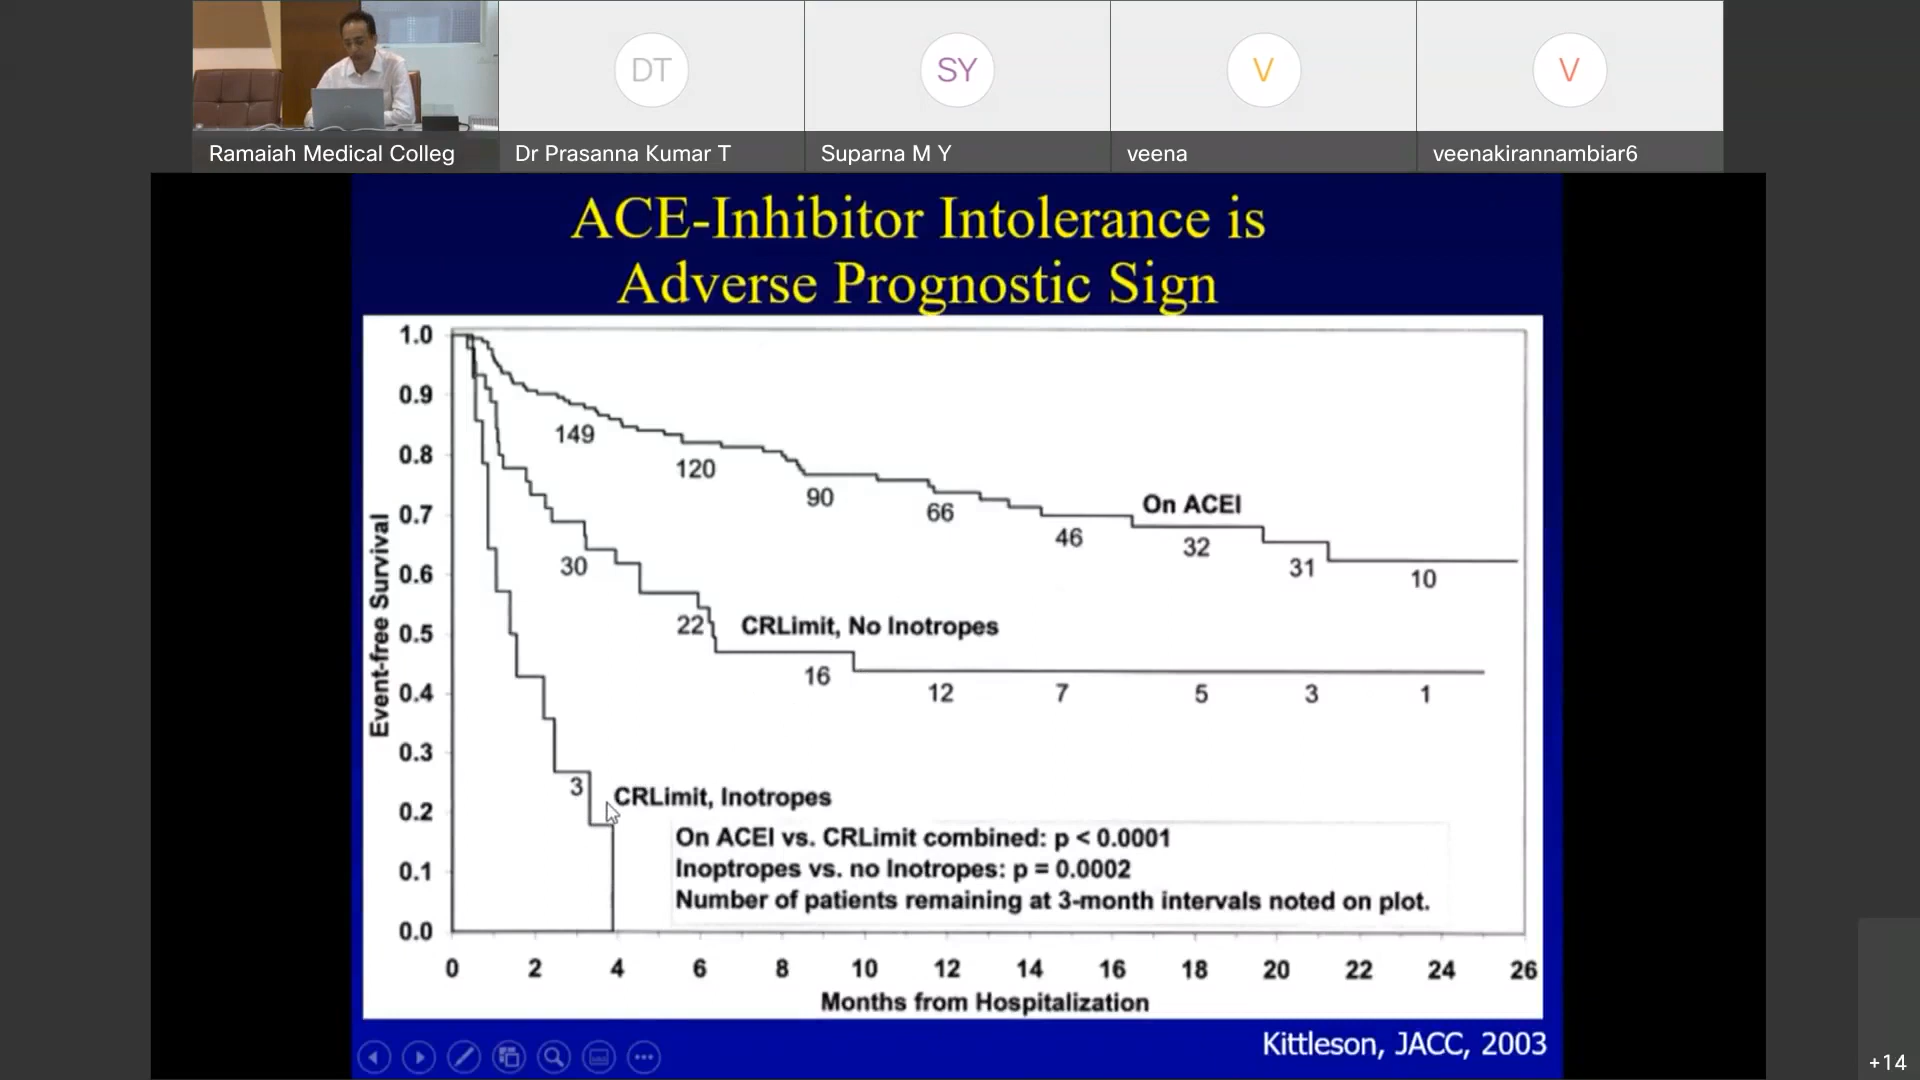 DT
SY
V
V
Ramaiah Medical Colleg
Dr Prasanna Kumar T
Suparna M Y
veena
veenakirannambiar6
ACE-Inhibitor Intolerance is
Adverse Prognostic Sign
Event-free Survival
1.0
0.9
0.8
0.7
0.6
0.5
0.4
0.3
0.2
0.1
0.0
149
120
90
66
46
32
31
10
On ACEI
30
22
16
12
7
5
3
1
CRLimit, No Inotropes
3
CRLimit, Inotropes
On ACEI vs. CRLimit combined: p < 0.0001
Inoptropes vs. no Inotropes: p = 0.0002
Number of patients remaining at 3-month intervals noted on plot.
0 2 4 6 8 10 12 14 16 18 20 22 24 26
Months from Hospitalization
Kittleson, JACC, 2003
+14